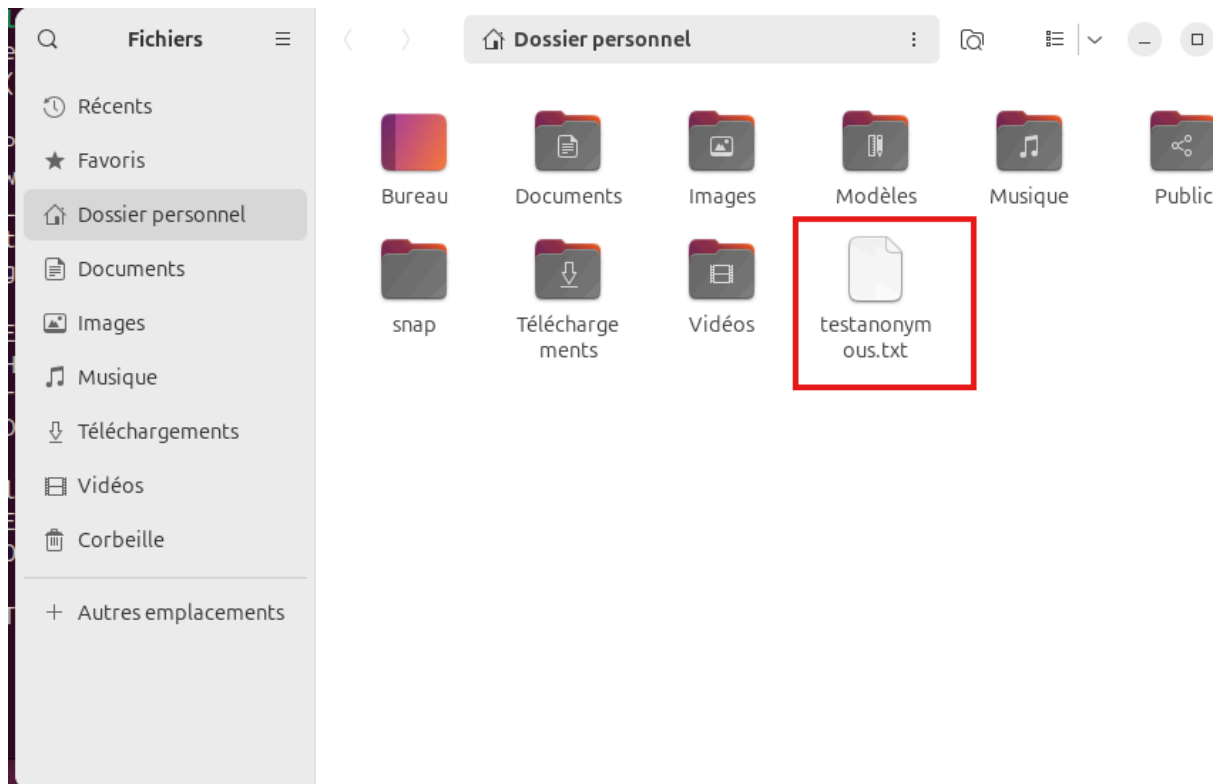 Fichiers
Dossier personnel
Récents
Favoris
Dossier personnel
Documents
Images
Musique
Téléchargements
Vidéos
Corbeille
Autres emplacements
Bureau
Documents
Images
Modèles
Musique
Public
snap
Télécharge
ments
Vidéos
testanonym
ous.txt